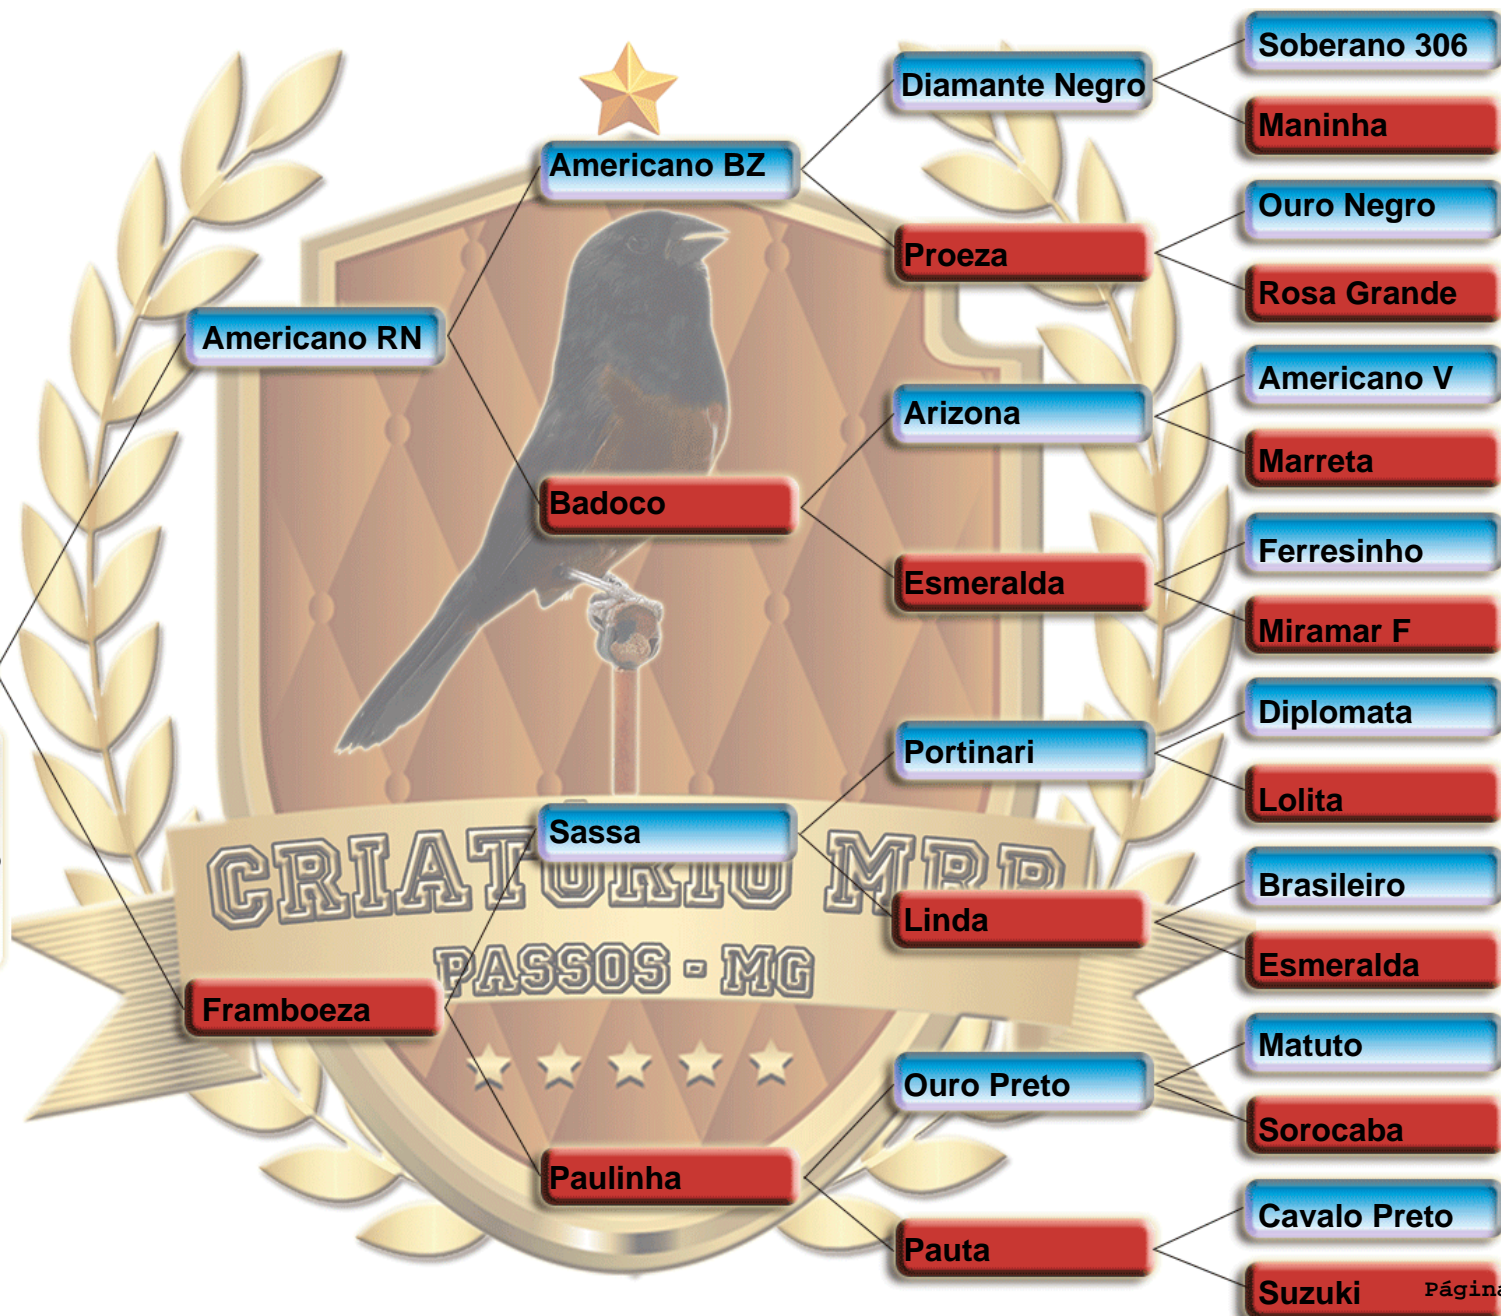 Soberano 306
Diamante Negro
Maninha
Americano BZ
Ouro Negro
Proeza
Rosa Grande
Americano RN
Americano V
Arizona
Marreta
Badoco
Ferresinho
Esmeralda
Miramar F
Diplomata
Portinari
Lolita
Sassa
CRIATÓRIO MRP
Brasileiro
Linda
Esmeralda
PASSOS - MG
Framboeza
Matuto
Ouro Preto
Sorocaba
Paulinha
Cavalo Preto
Pauta
Suzuki
Página